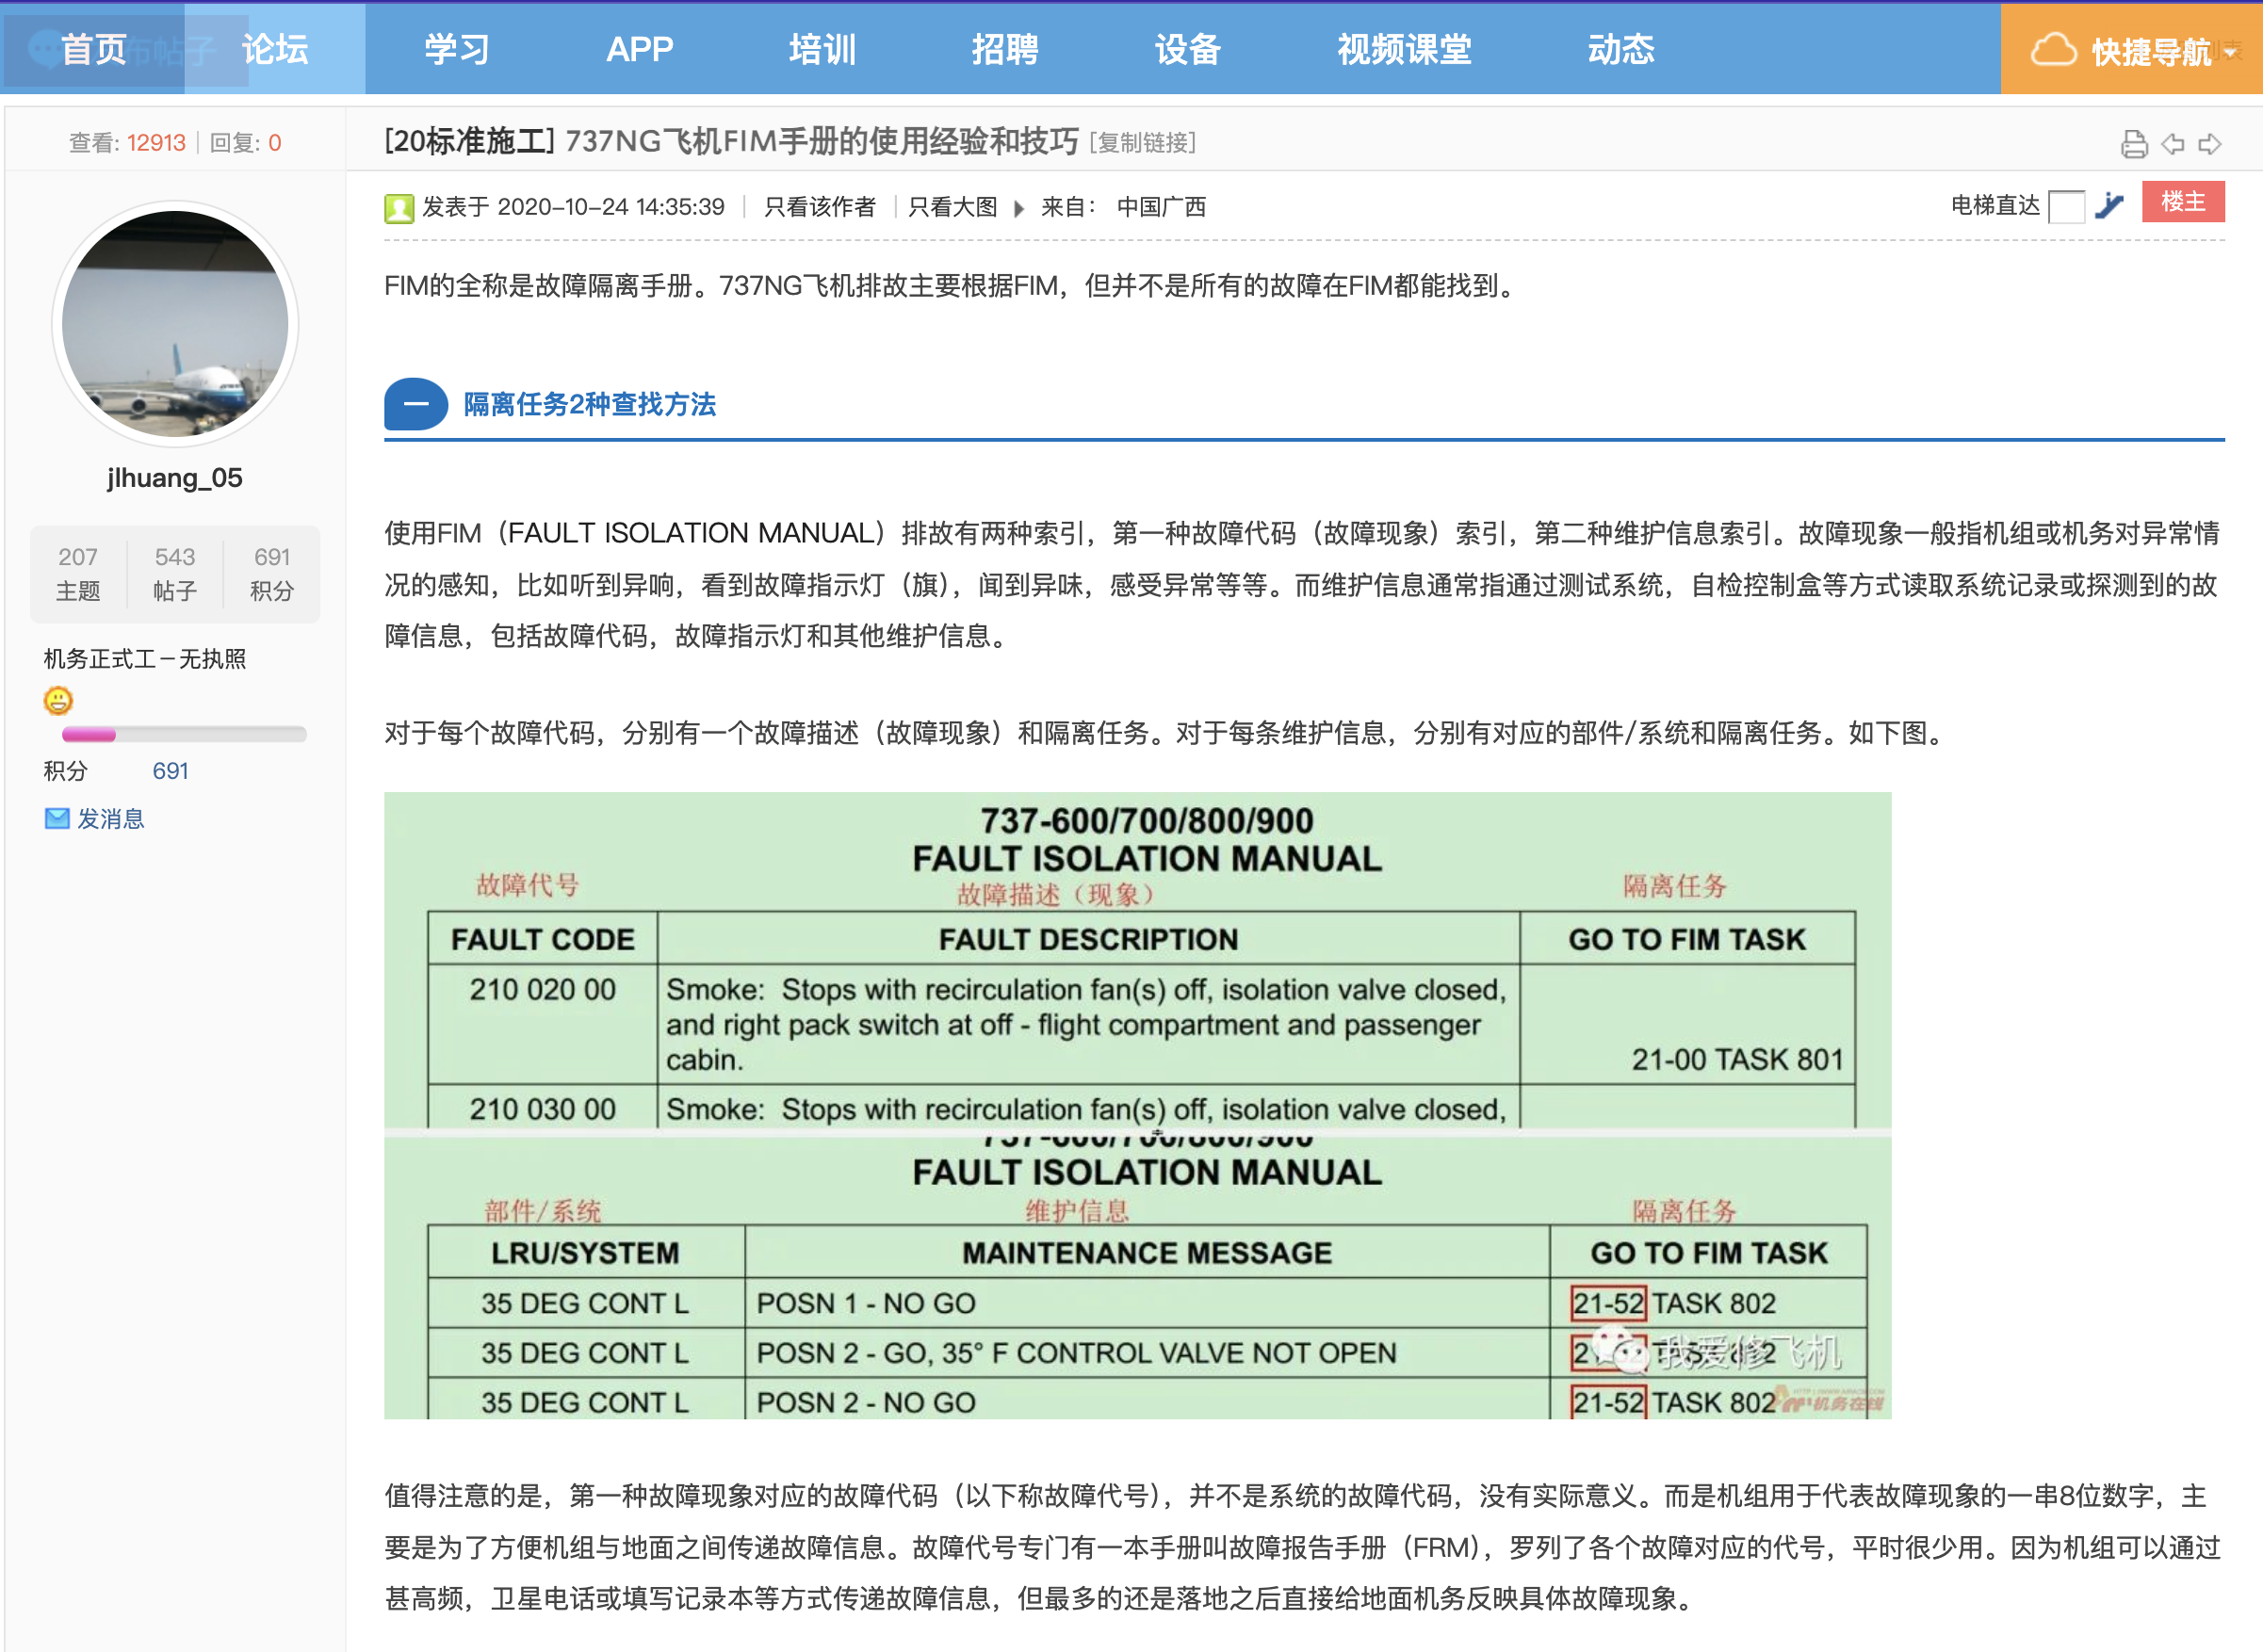 首页
论坛
学习
APP
培训
招聘
设备
视频课堂
动态
快捷导航
查看: 12913 | 回复: 0
[20标准施工] 737NG飞机FIM手册的使用经验和技巧 [复制链接]
发表于 2020-10-24 14:35:39 | 只看该作者 | 只看大图 来自： 中国广西
电梯直达
楼主
jlhuang_05
207 543 691
主题 帖子 积分
机务正式工－无执照
积分 691
发消息
FIM的全称是故障隔离手册。737NG飞机排故主要根据FIM，但并不是所有的故障在FIM都能找到。
一 隔离任务2种查找方法
使用FIM（FAULT ISOLATION MANUAL）排故有两种索引，第一种故障代码（故障现象）索引，第二种维护信息索引。故障现象一般指机组或机务对异常情
况的感知，比如听到异响，看到故障指示灯（旗），闻到异味，感受异常等等。而维护信息通常指通过测试系统，自检控制盒等方式读取系统记录或探测到的故
障信息，包括故障代码，故障指示灯和其他维护信息。
对于每个故障代码，分别有一个故障描述（故障现象）和隔离任务。对于每条维护信息，分别有对应的部件/系统和隔离任务。如下图。
737-600/700/800/900
FAULT ISOLATION MANUAL
故障代号 故障描述（现象） 隔离任务
FAULT CODE FAULT DESCRIPTION GO TO FIM TASK
210 020 00 Smoke: Stops with recirculation fan(s) off, isolation valve closed,
and right pack switch at off - flight compartment and passenger
cabin. 21-00 TASK 801
210 030 00 Smoke: Stops with recirculation fan(s) off, isolation valve closed,
737-600/700/800/900
FAULT ISOLATION MANUAL
部件/系统 维护信息 隔离任务
LRU/SYSTEM MAINTENANCE MESSAGE GO TO FIM TASK
35 DEG CONT L POSN 1 - NO GO 21-52 TASK 802
35 DEG CONT L POSN 2 - GO, 35° F CONTROL VALVE NOT OPEN
我爱修飞机
35 DEG CONT L POSN 2 - NO GO 21-52 TASK 802
机务在线
值得注意的是，第一种故障现象对应的故障代码（以下称故障代号），并不是系统的故障代码，没有实际意义。而是机组用于代表故障现象的一串8位数字，主
要是为了方便机组与地面之间传递故障信息。故障代号专门有一本手册叫故障报告手册（FRM），罗列了各个故障对应的代号，平时很少用。因为机组可以通过
甚高频，卫星电话或填写记录本等方式传递故障信息，但最多的还是落地之后直接给地面机务反映具体故障现象。